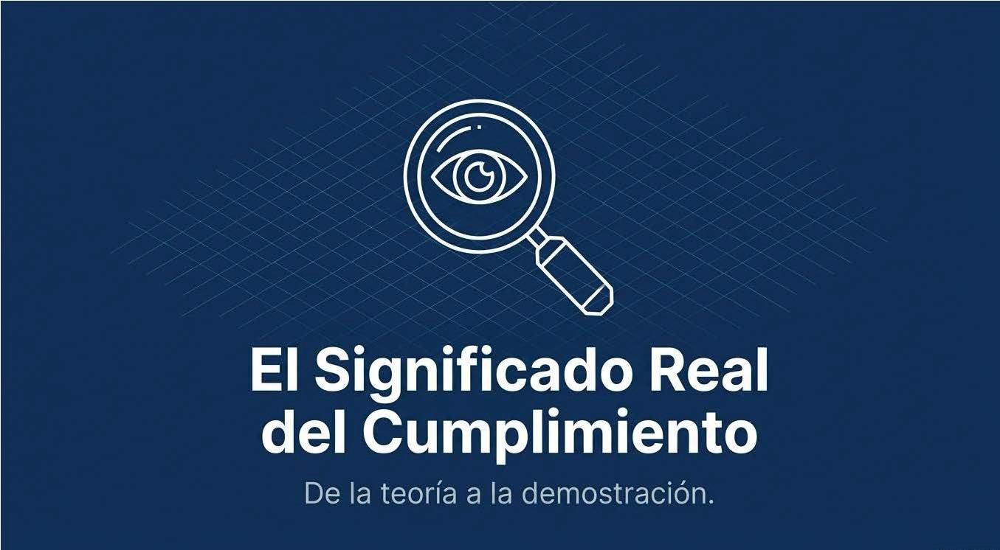 El Significado Real
del Cumplimiento
De la teoría a la demostración.